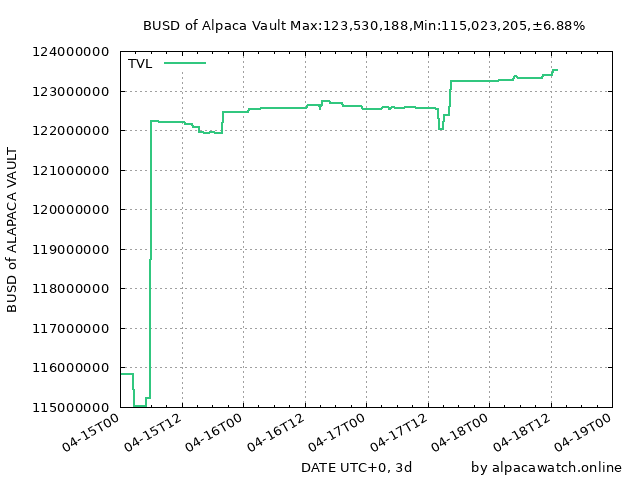 BUSD of Alpaca Vault Max:123,530,188,Min:115,023,205,±6.88%
TVL
124000000
123000000
122000000
121000000
120000000
119000000
118000000
117000000
116000000
115000000
BUSD of ALAPACA VAULT
04-15T00
04-15T12
04-16T00
04-16T12
04-17T00
04-17T12
04-18T00
04-18T12
04-19T00
DATE UTC+0, 3d
by alpacawatch.online